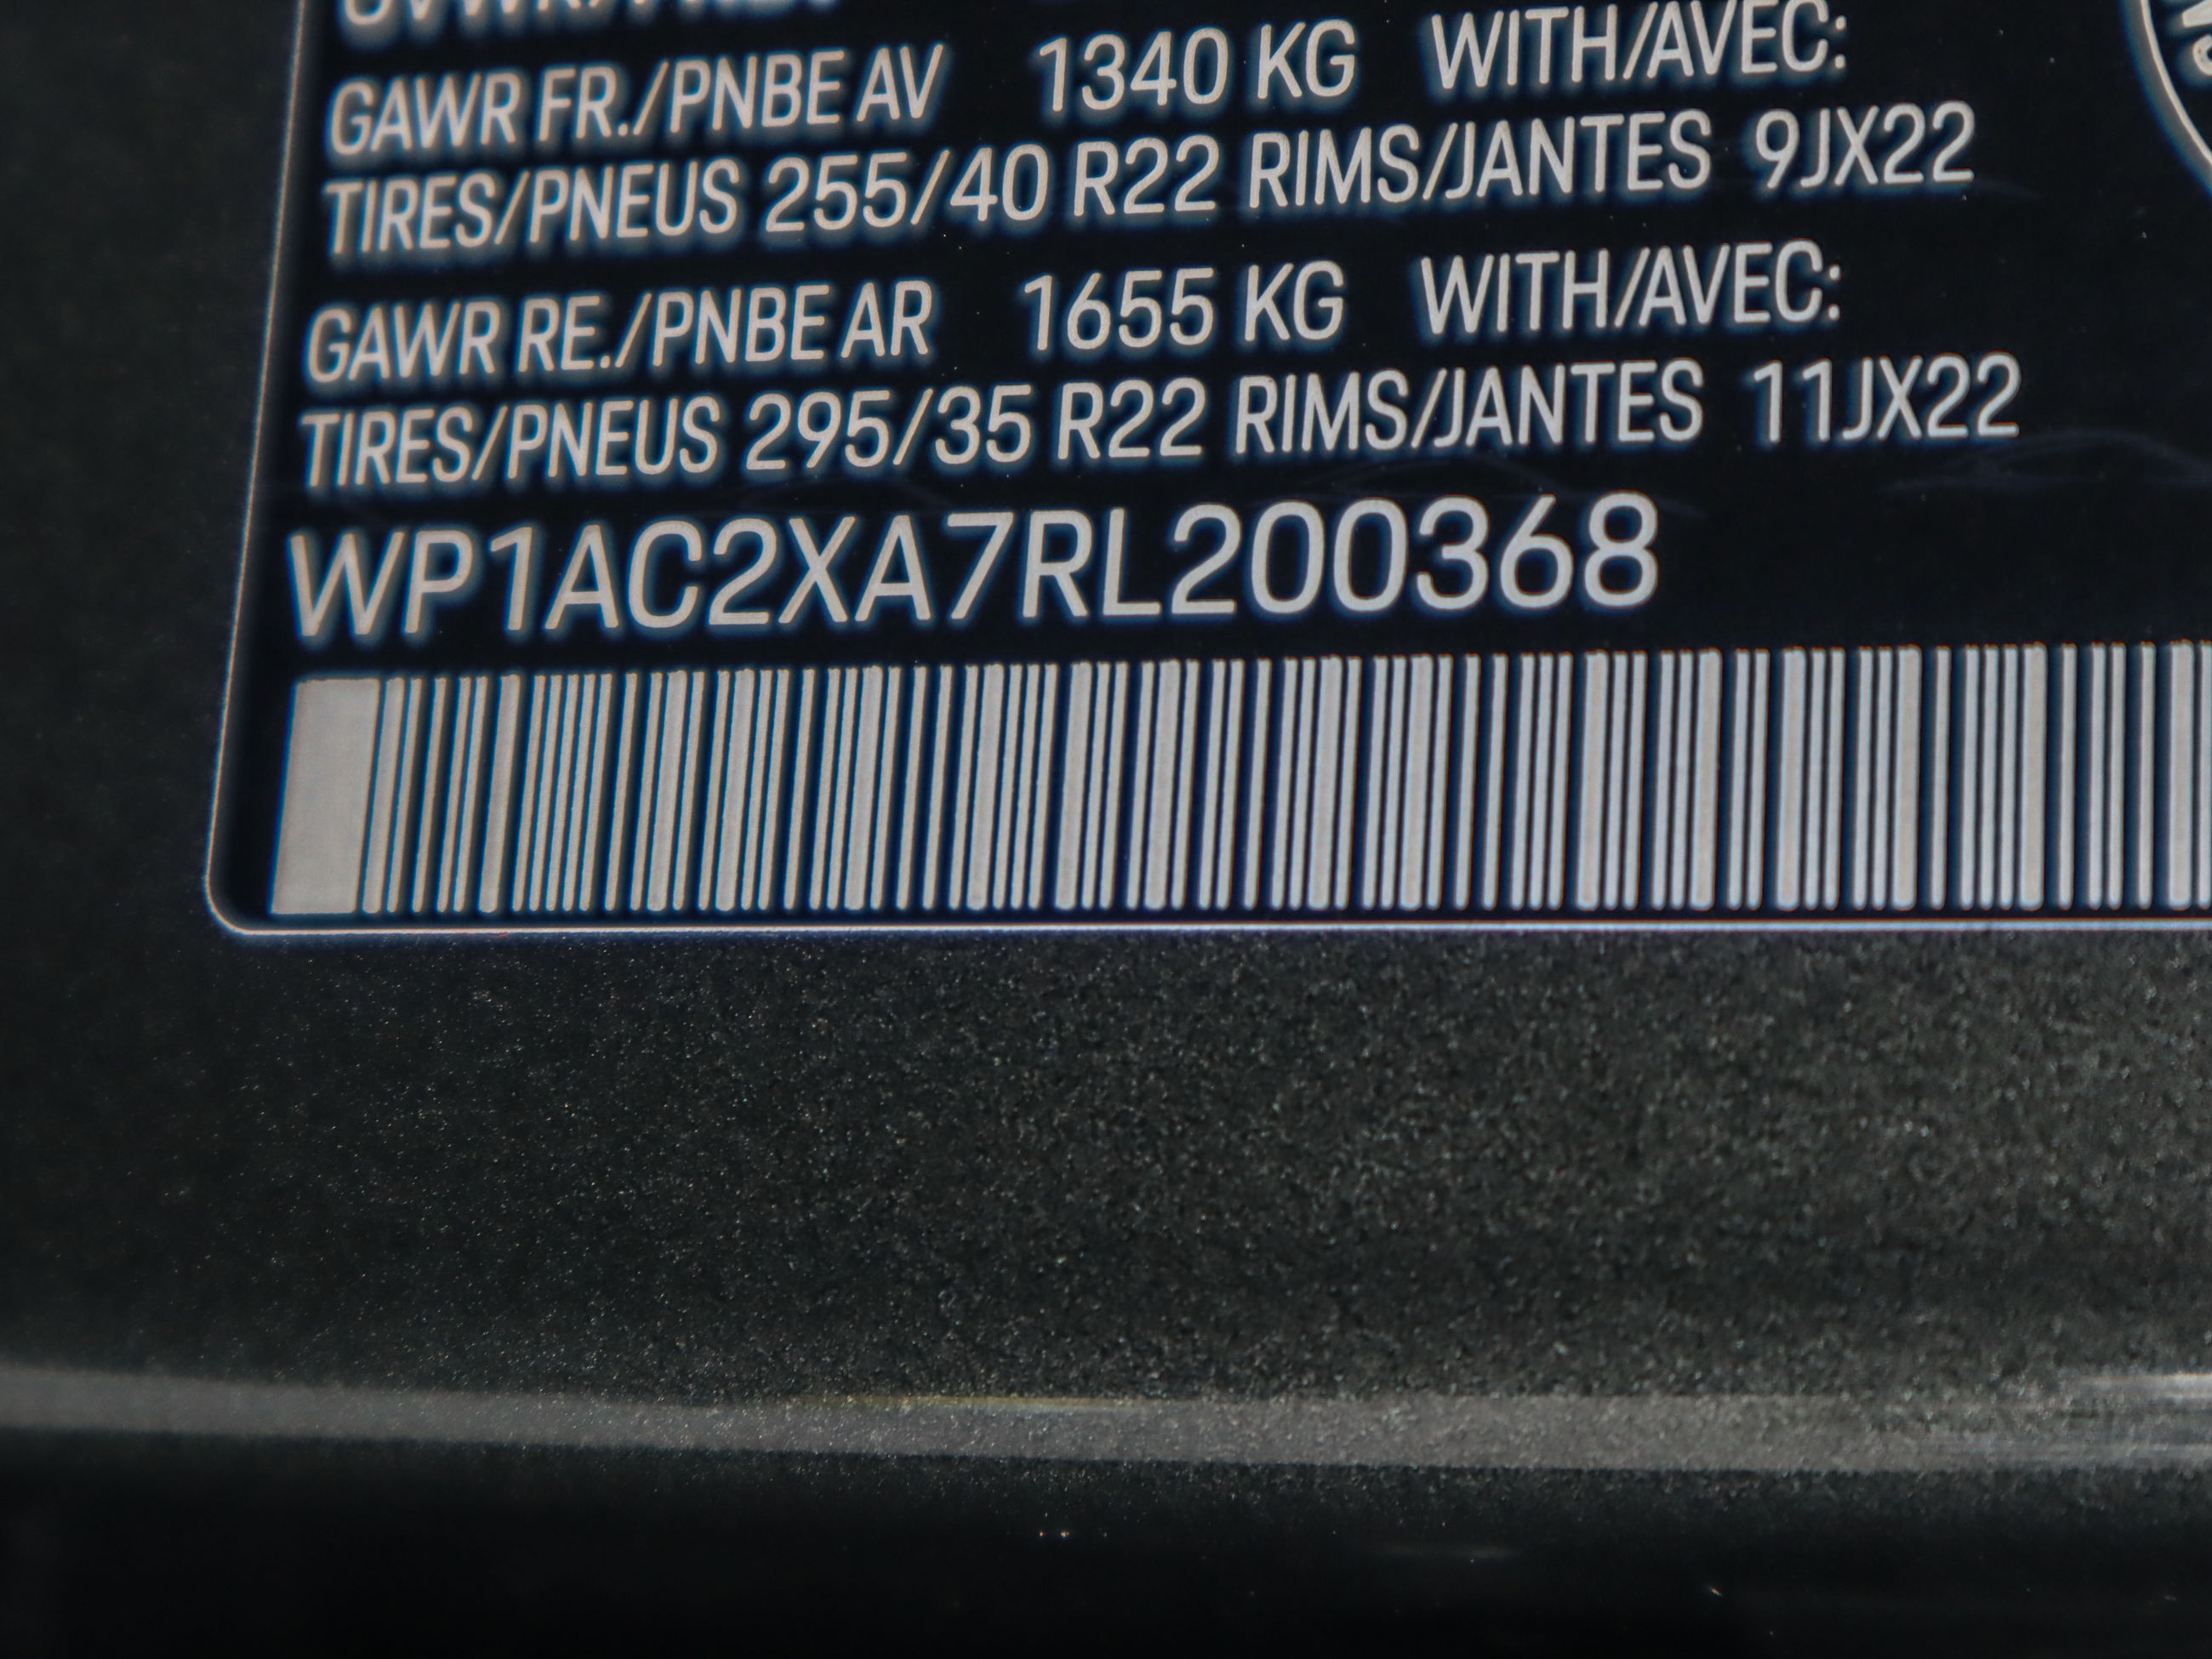 GAWR FR./PNBE AV 1340 KG WITH/AVEC:
TIRES/PNEUS 255/40 R22 RIMS/JANTES 9JX22
GAWR RE./PNBE AR 1655 KG WITH/AVEC:
TIRES/PNEUS 295/35 R22 RIMS/JANTES 11JX22
WP1AC2XA7RL200368